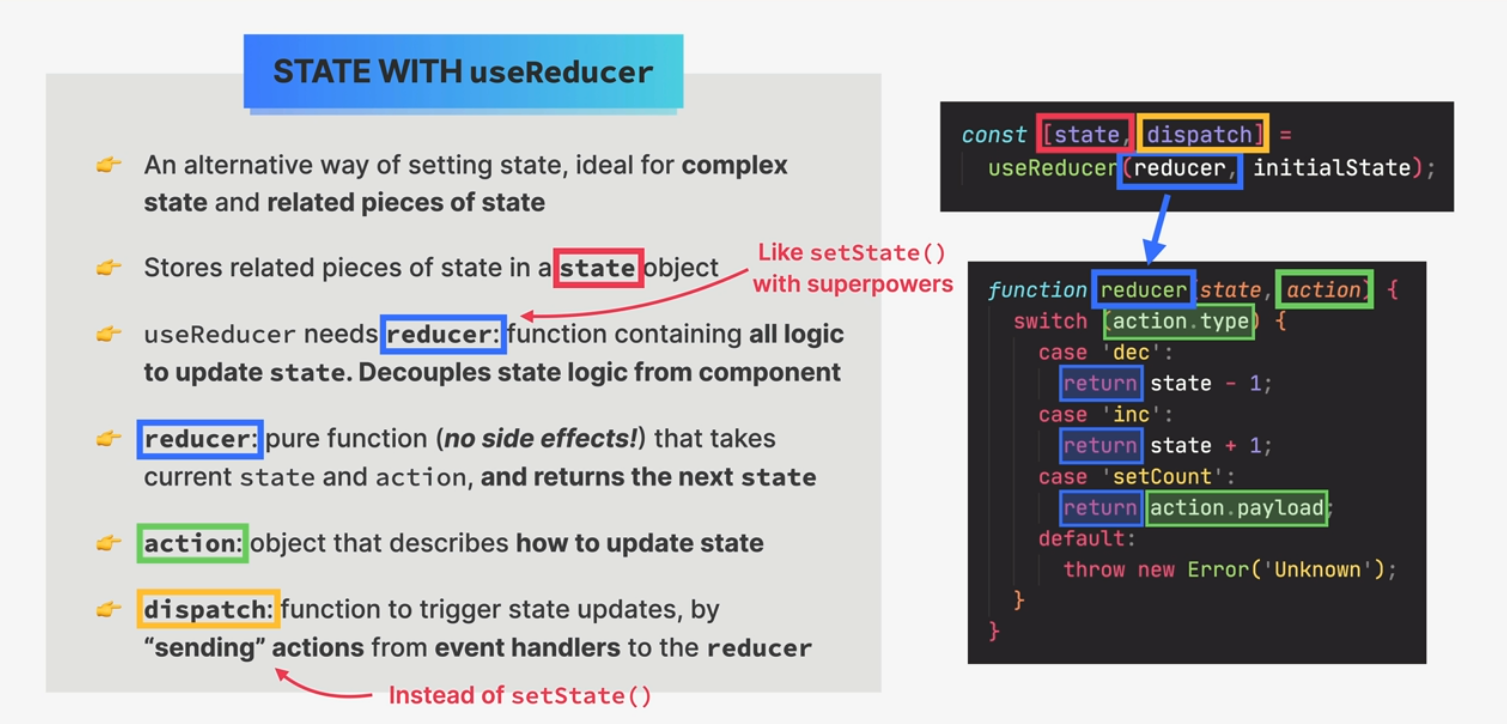 STATE WITH useReducer
👉 An alternative way of setting state, ideal for complex
state and related pieces of state
👉 Stores related pieces of state in a state object
Like setState()
with superpowers
👉 useReducer needs reducer: function containing all logic
to update state. Decouples state logic from component
👉 reducer: pure function (no side effects!) that takes
current state and action, and returns the next state
👉 action: object that describes how to update state
👉 dispatch: function to trigger state updates, by
“sending” actions from event handlers to the reducer
Instead of setState()
const [state, dispatch] =
useReducer(reducer, initialState);
function reducer(state, action) {
switch (action.type) {
case 'dec':
return state - 1;
case 'inc':
return state + 1;
case 'setCount':
return action.payload;
default:
throw new Error('Unknown');
}
}